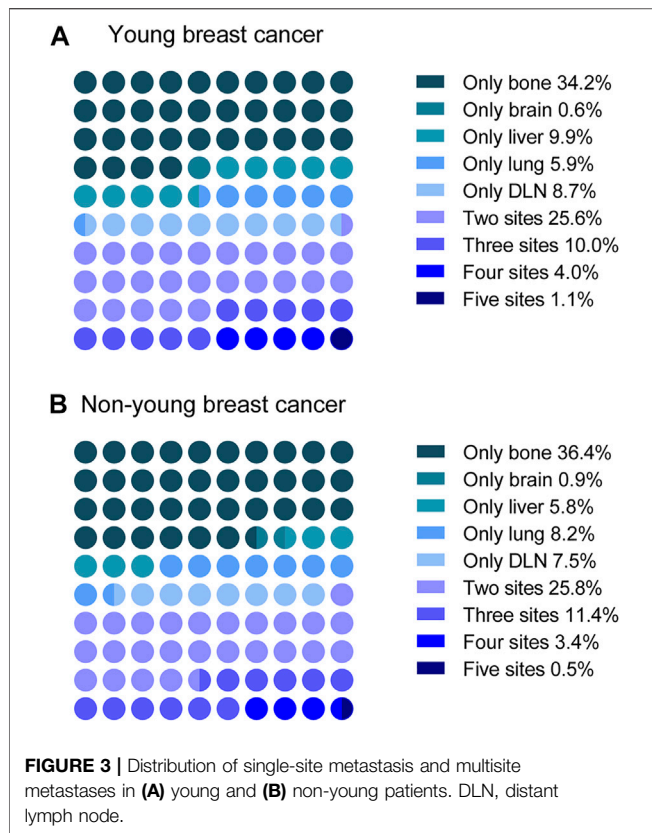 A Young breast cancer
Only bone 34.2%
Only brain 0.6%
Only liver 9.9%
Only lung 5.9%
Only DLN 8.7%
Two sites 25.6%
Three sites 10.0%
Four sites 4.0%
Five sites 1.1%
B Non-young breast cancer
Only bone 36.4%
Only brain 0.9%
Only liver 5.8%
Only lung 8.2%
Only DLN 7.5%
Two sites 25.8%
Three sites 11.4%
Four sites 3.4%
Five sites 0.5%
FIGURE 3 | Distribution of single-site metastasis and multisite
metastases in (A) young and (B) non-young patients. DLN, distant
lymph node.